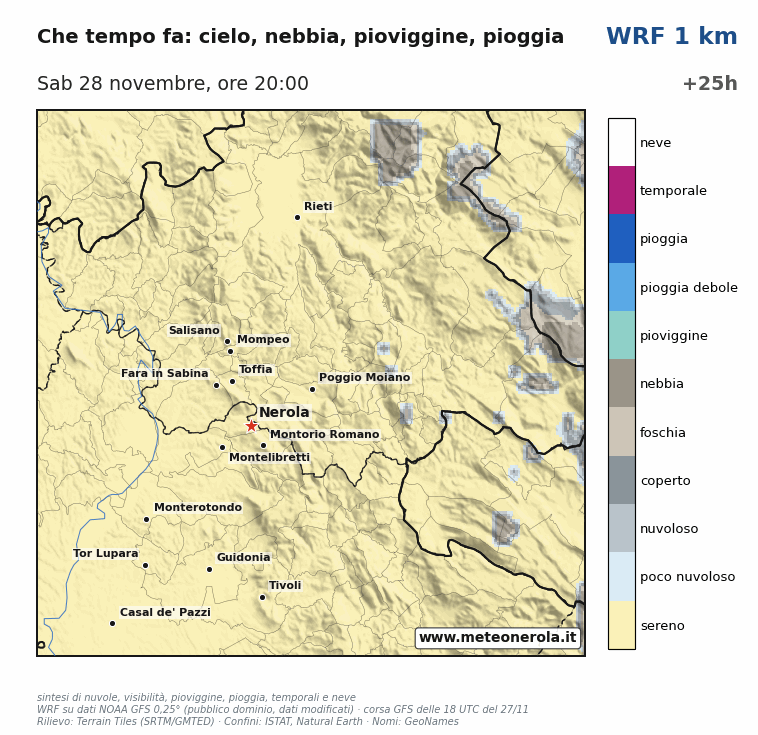 Che tempo fa: cielo, nebbia, pioviggine, pioggia
WRF 1 km
Sab 28 novembre, ore 20:00
+25h
neve
temporale
pioggia
pioggia debole
pioviggine
nebbia
foschia
coperto
nuvoloso
poco nuvoloso
sereno
Rieti
Salisano
Mompeo
Fara in Sabina
Toffia
Poggio Moiano
Nerola
Montorio Romano
Montelibretti
Monterotondo
Tor Lupara
Guidonia
Tivoli
Casal de' Pazzi
www.meteonerola.it
sintesi di nuvole, visibilità, pioviggine, pioggia, temporali e neve
WRF su dati NOAA GFS 0,25° (pubblico dominio, dati modificati) · corsa GFS delle 18 UTC del 27/11
Rilievo: Terrain Tiles (SRTM/GMTED) · Confini: ISTAT, Natural Earth · Nomi: GeoNames